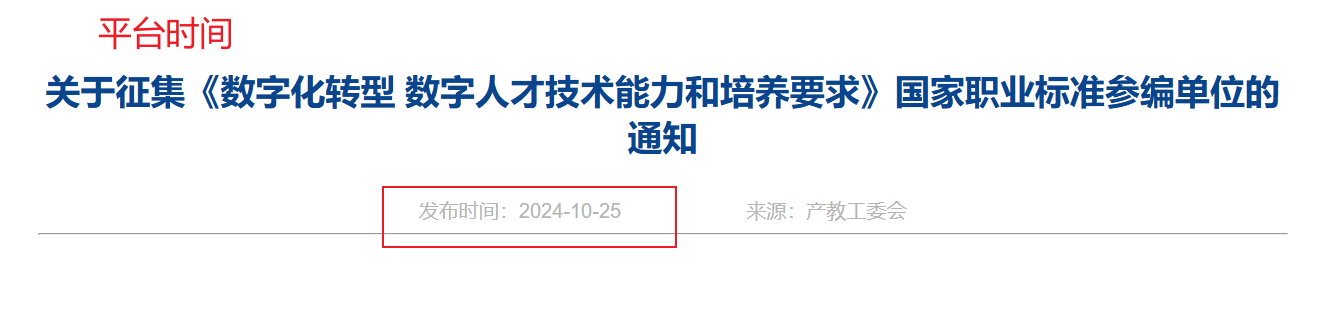 平台时间
关于征集《数字化转型 数字人才技术能力和培养要求》国家职业标准参编单位的
通知
发布时间：2024-10-25 来源：产教工委会